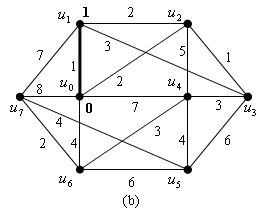 u₁ 1 2 u₂
7 3 5 1
1 2
u₀ u₄
u₇ 8 0 7 3 u₃
4 3
2 4 4 6
u₆ 6 u₅
(b)